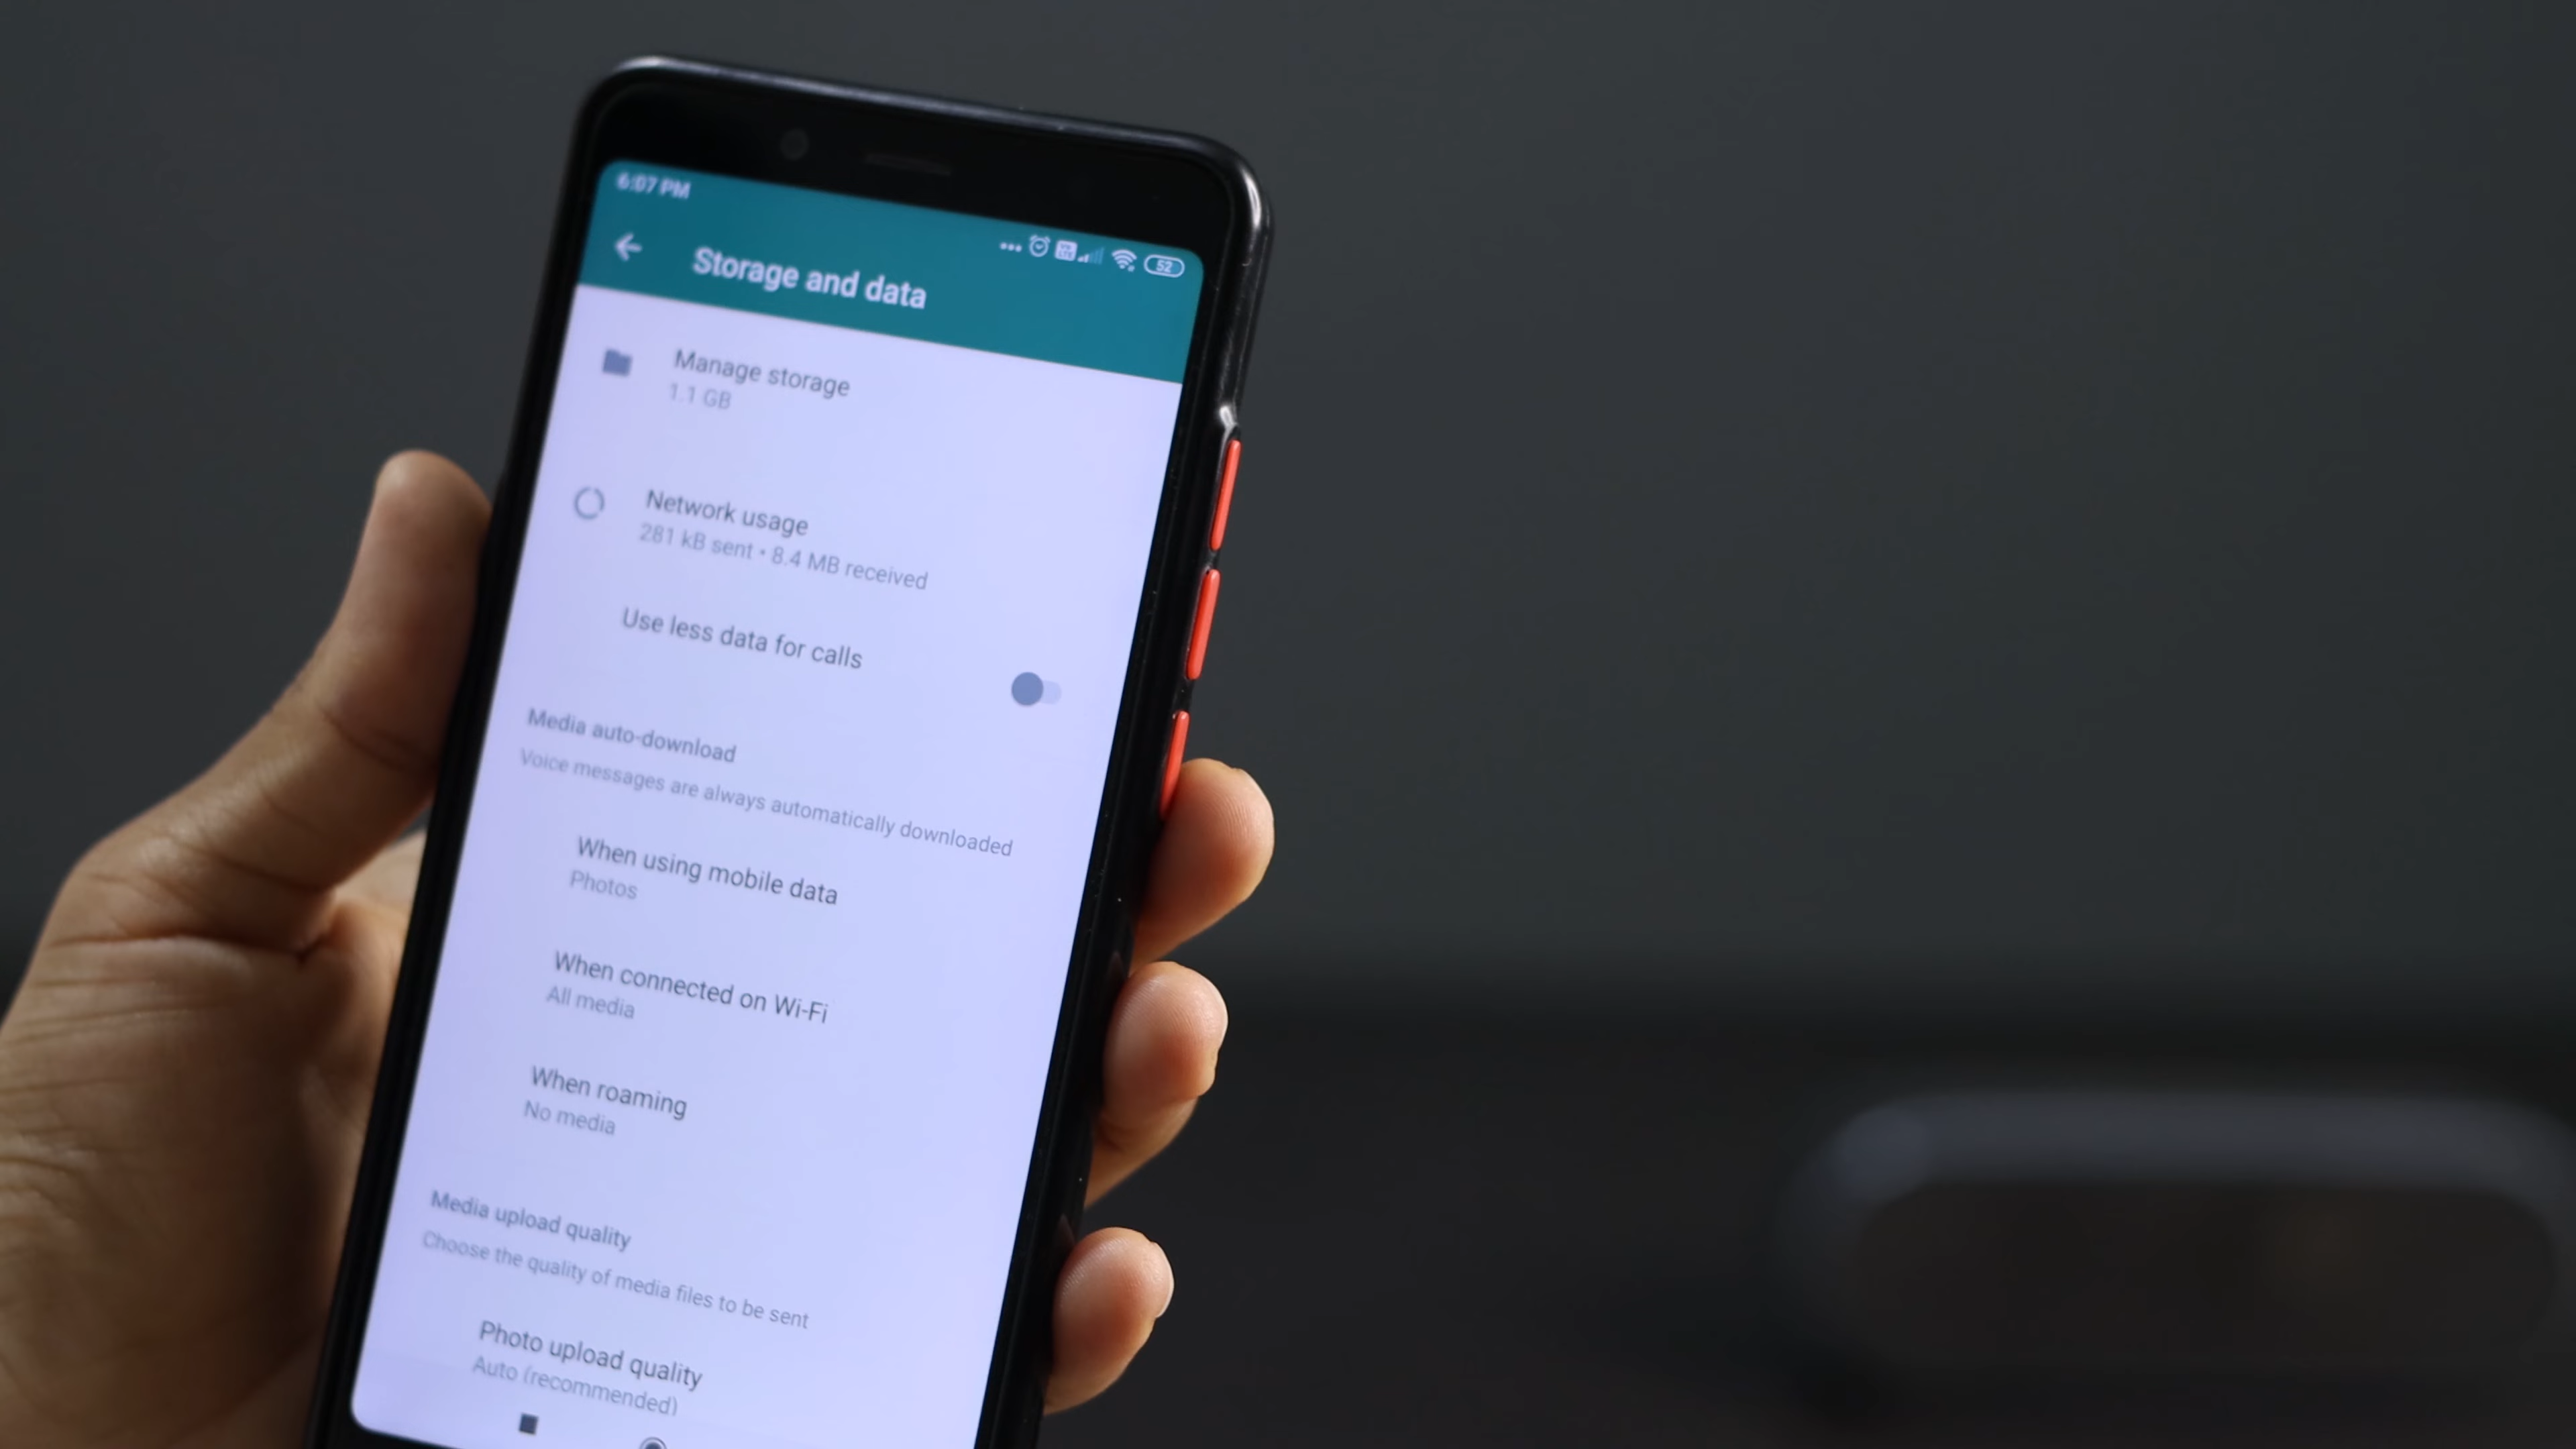 6:07 PM
52
Storage and data
Manage storage
1.1 GB
Network usage
281 kB sent • 8.4 MB received
Use less data for calls
Media auto-download
Voice messages are always automatically downloaded
When using mobile data
Photos
When connected on Wi-Fi
All media
When roaming
No media
Media upload quality
Choose the quality of media files to be sent
Photo upload quality
Auto (recommended)